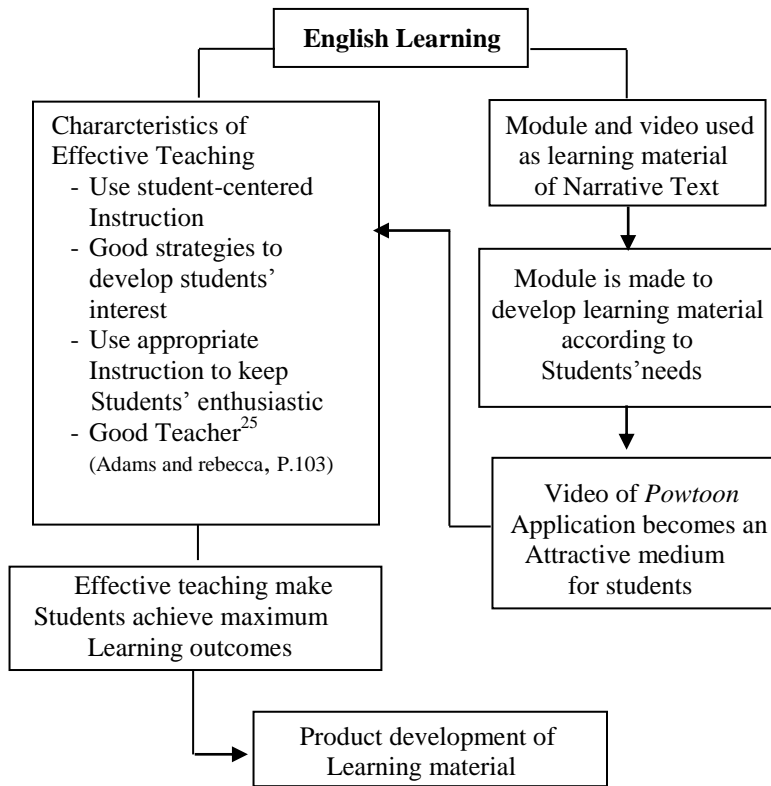 English Learning
Chararcteristics of
Effective Teaching
- Use student-centered
Instruction
- Good strategies to
develop students’
interest
- Use appropriate
Instruction to keep
Students’ enthusiastic
- Good Teacher25
(Adams and rebecca, P.103)
Module and video used
as learning material
of Narrative Text
Module is made to
develop learning material
according to
Students’needs
Video of Powtoon
Application becomes an
Attractive medium
for students
Effective teaching make
Students achieve maximum
Learning outcomes
Product development of
Learning material